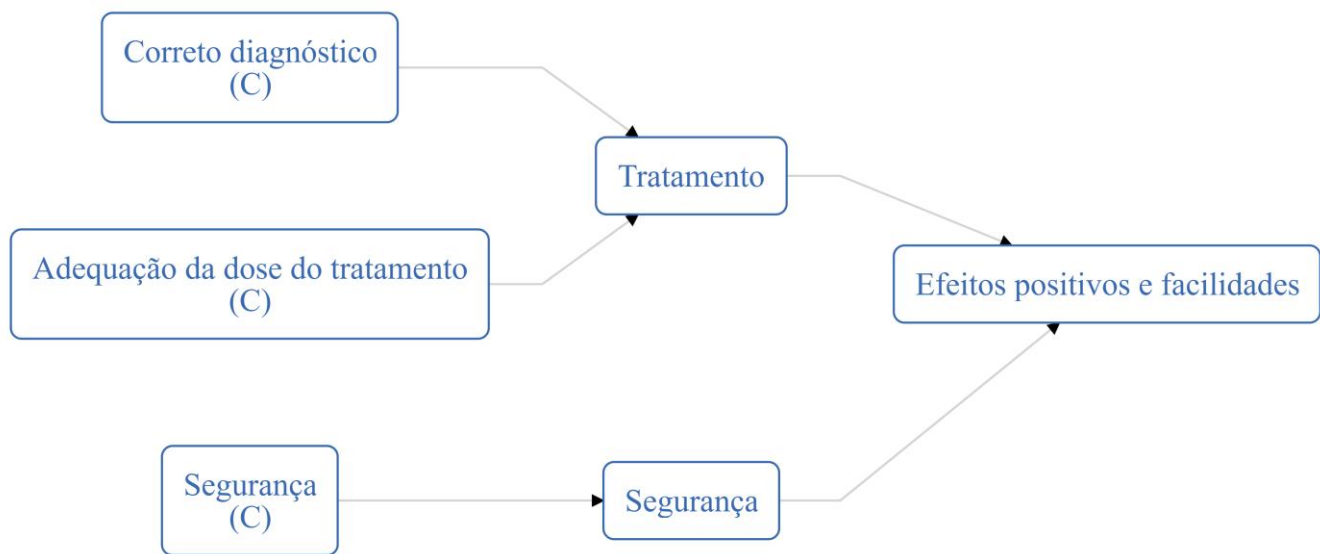 Correto diagnóstico
(C)
Tratamento
Adequação da dose do tratamento
(C)
Efeitos positivos e facilidades
Segurança
(C)
Segurança